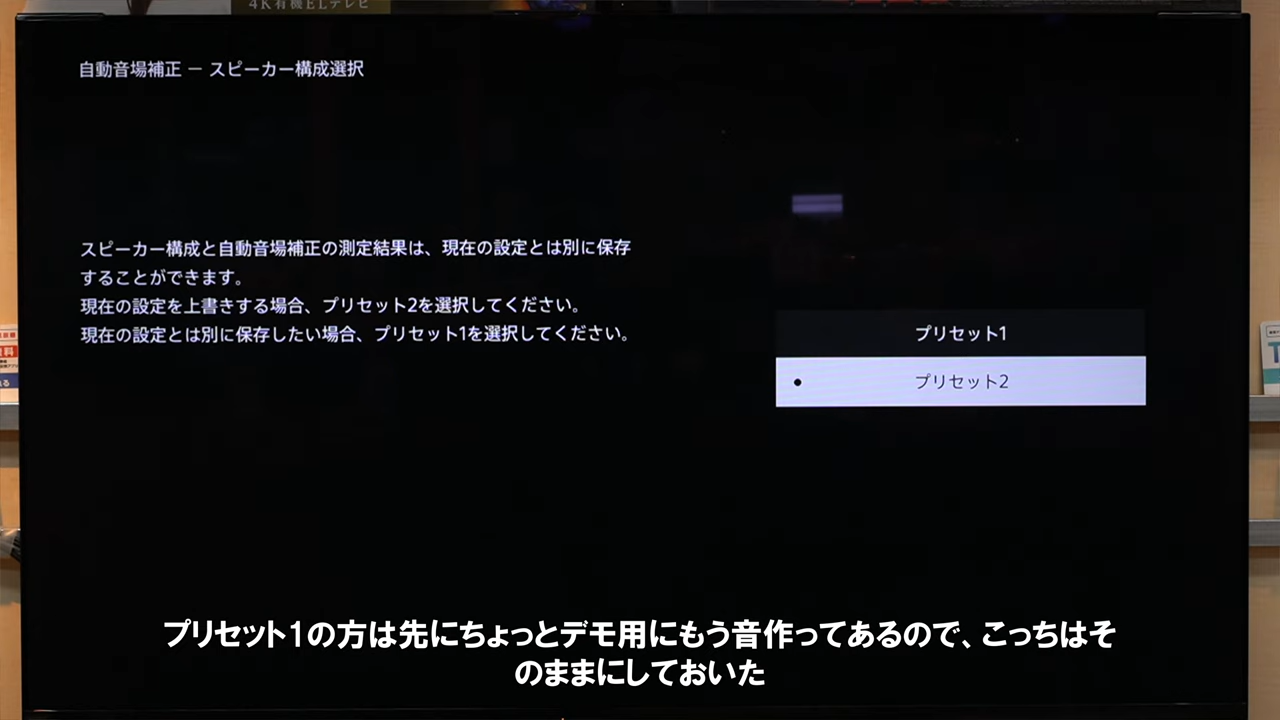 4K有機ELテレビ
自動音場補正 － スピーカー構成選択
スピーカー構成と自動音場補正の測定結果は、現在の設定とは別に保存
することができます。
現在の設定を上書きする場合、プリセット2を選択してください。
現在の設定とは別に保存したい場合、プリセット1を選択してください。
プリセット1
プリセット2
プリセット1の方は先にちょっとデモ用にもう音作ってあるので、こっちはそ
のままにしておいた